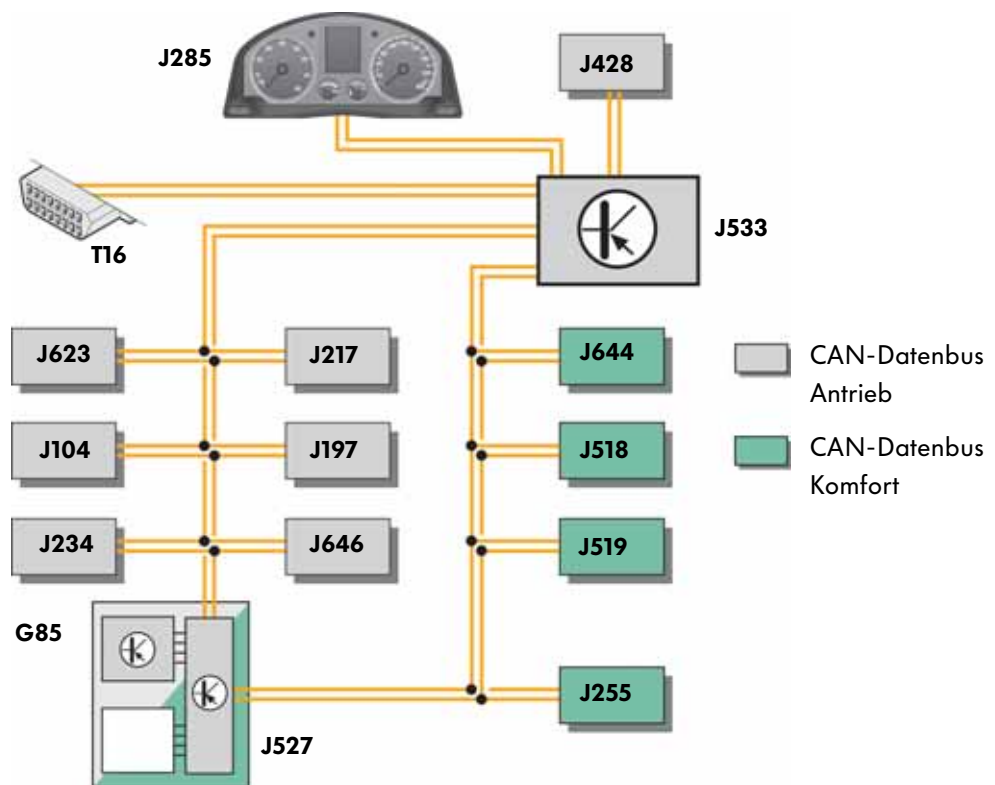 J285
J428
J533
T16
J623
J217
J644
CAN-Datenbus
Antrieb
J104
J197
J518
CAN-Datenbus
Komfort
J234
J646
J519
G85
J255
J527